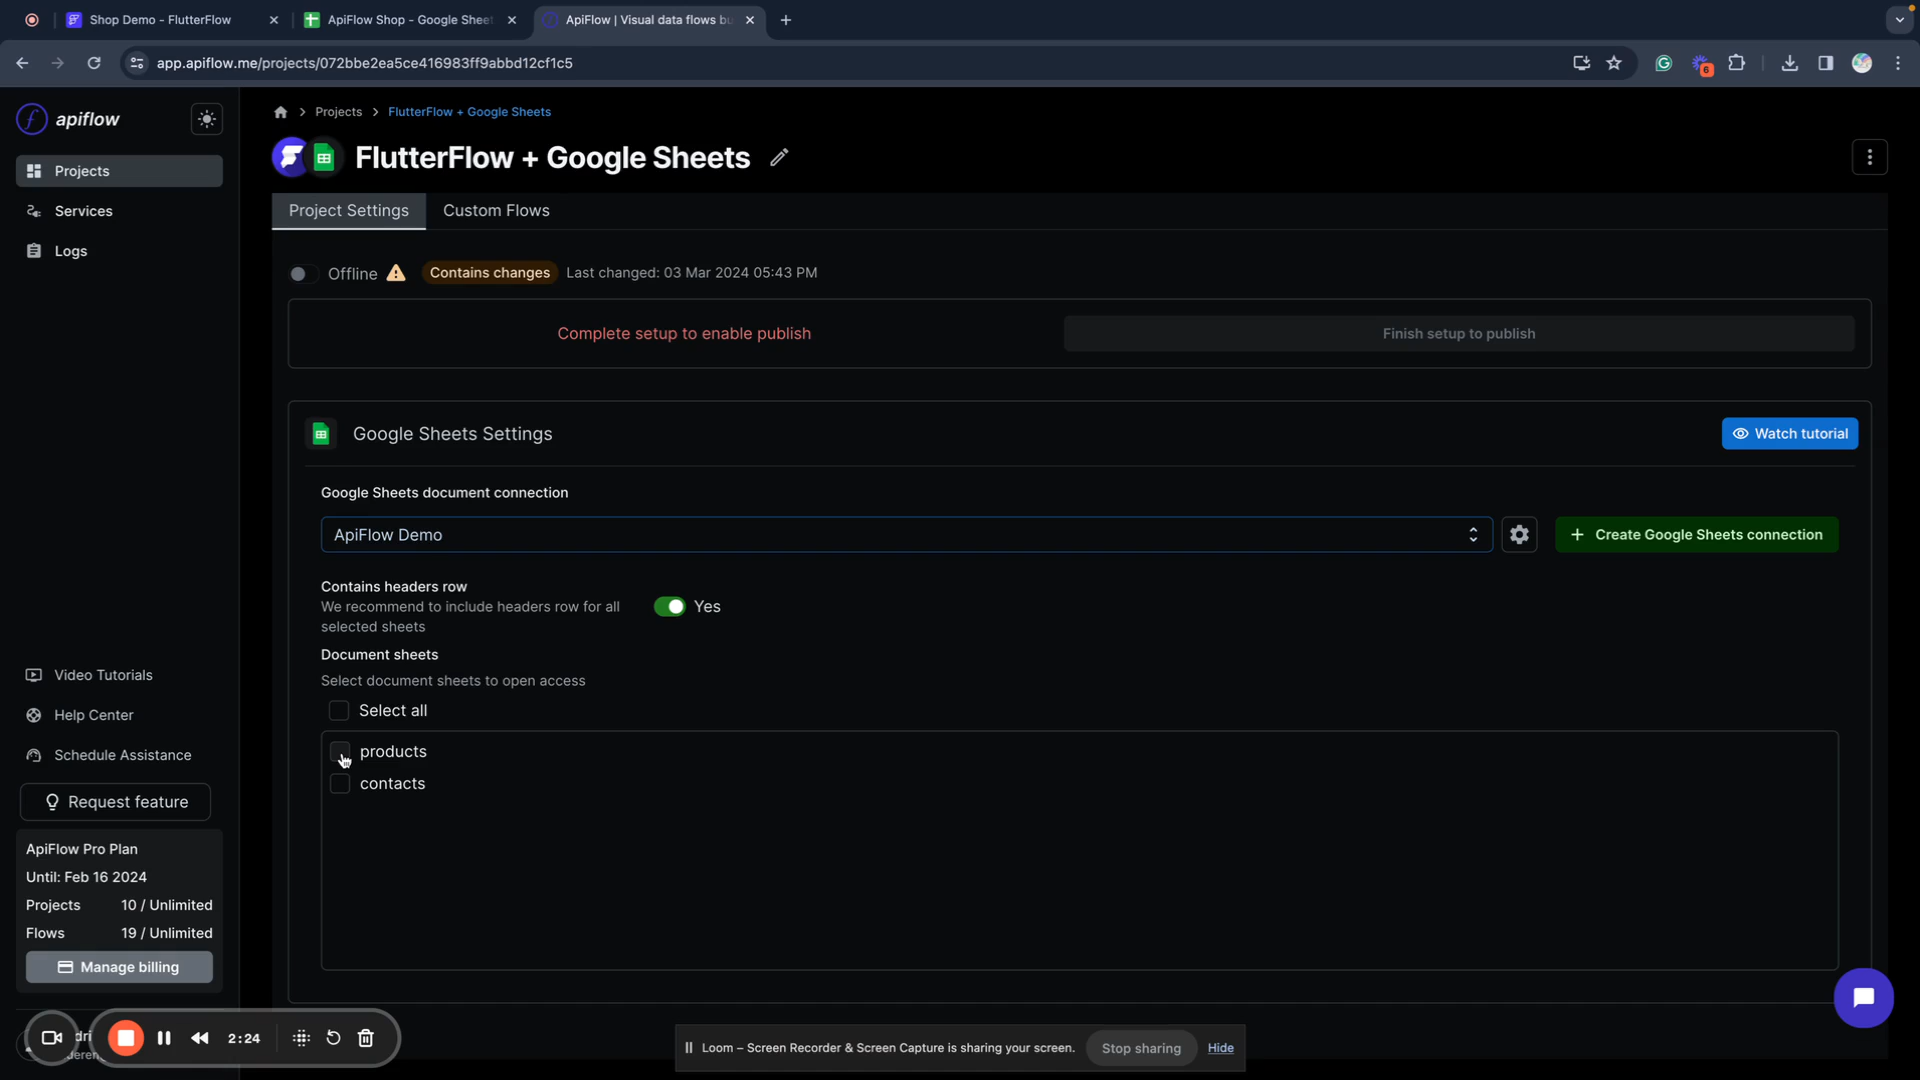 Shop Demo - FlutterFlow
ApiFlow Shop - Google Sheet
ApiFlow | Visual data flows bu
app.apiflow.me/projects/072bbe2ea5ce416983ff9abbd12cf1c5
6
apiflow
Projects
Services
Logs
Projects
FlutterFlow + Google Sheets
FlutterFlow + Google Sheets
Project Settings
Custom Flows
Offline
Contains changes
Last changed: 03 Mar 2024 05:43 PM
Complete setup to enable publish
Finish setup to publish
Google Sheets Settings
Watch tutorial
Google Sheets document connection
ApiFlow Demo
+ Create Google Sheets connection
Contains headers row
We recommend to include headers row for all
selected sheets
Yes
Document sheets
Select document sheets to open access
Select all
products
contacts
Video Tutorials
Help Center
Schedule Assistance
Request feature
ApiFlow Pro Plan
Until: Feb 16 2024
Projects 10 / Unlimited
Flows 19 / Unlimited
Manage billing
2:24
Loom – Screen Recorder & Screen Capture is sharing your screen.
Stop sharing
Hide